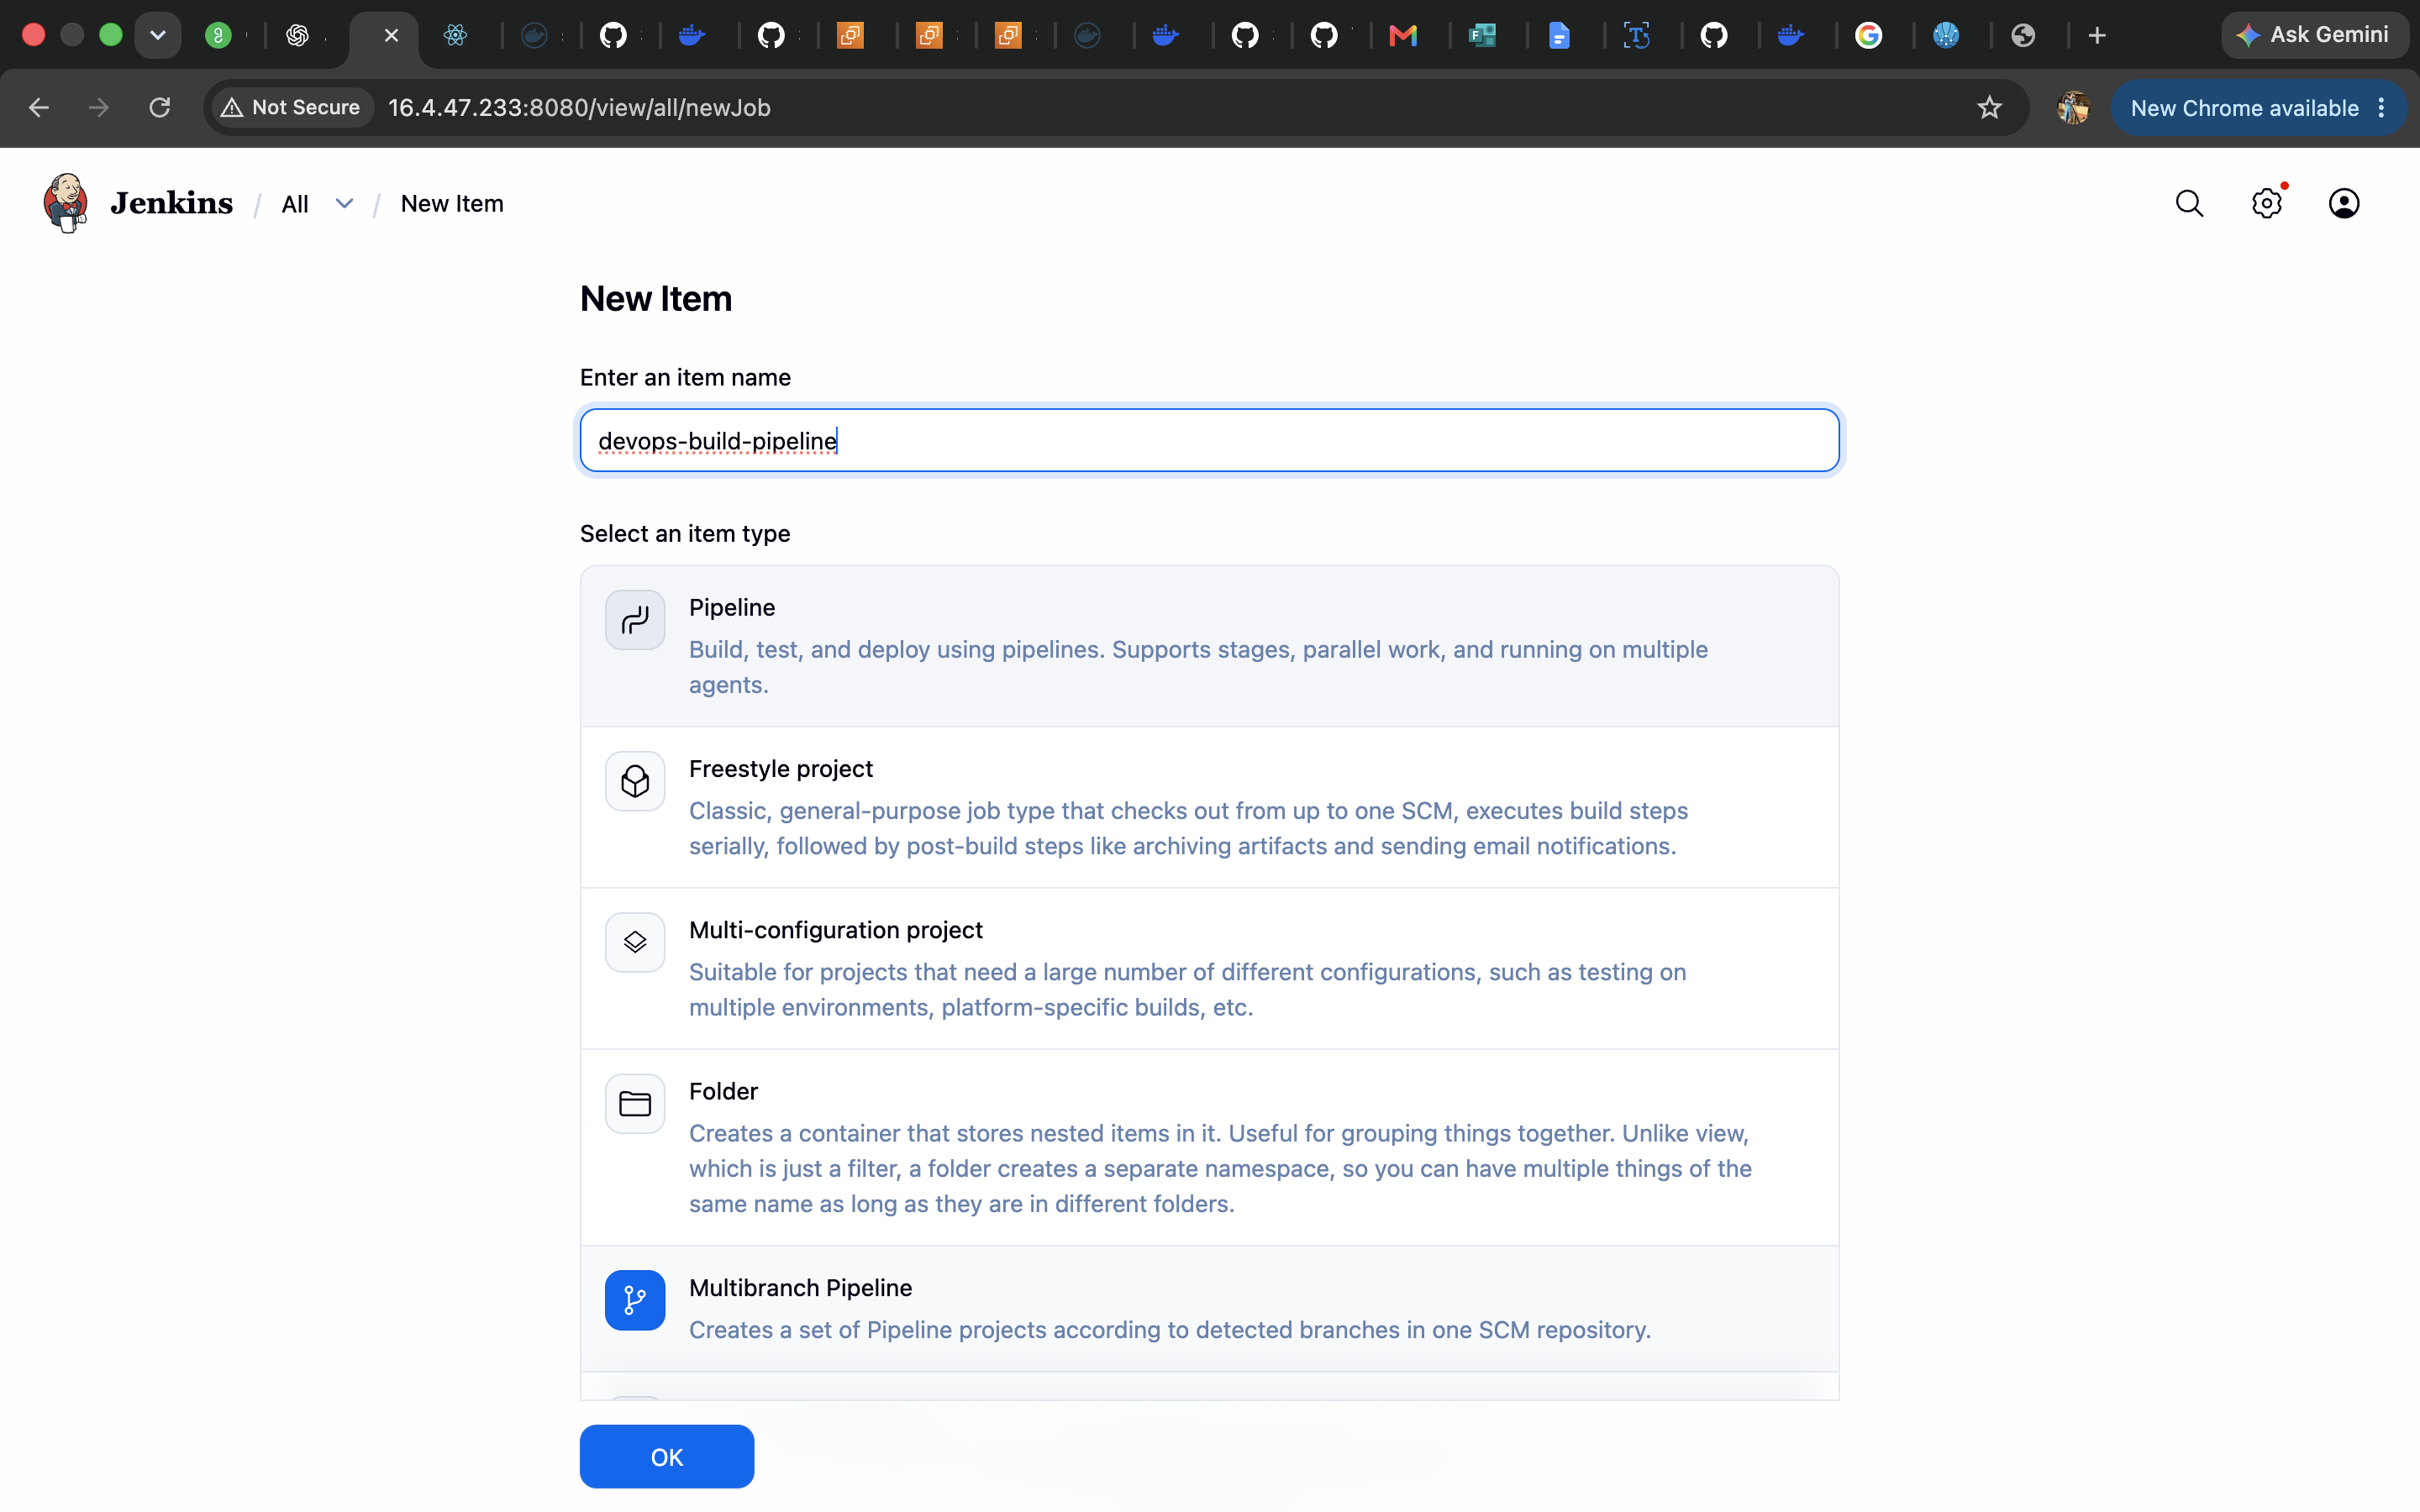 Ask Gemini
Not Secure
16.4.47.233:8080/view/all/newJob
New Chrome available
Jenkins / All / New Item
New Item
Enter an item name
devops-build-pipeline
Select an item type
Pipeline
Build, test, and deploy using pipelines. Supports stages, parallel work, and running on multiple
agents.
Freestyle project
Classic, general-purpose job type that checks out from up to one SCM, executes build steps
serially, followed by post-build steps like archiving artifacts and sending email notifications.
Multi-configuration project
Suitable for projects that need a large number of different configurations, such as testing on
multiple environments, platform-specific builds, etc.
Folder
Creates a container that stores nested items in it. Useful for grouping things together. Unlike view,
which is just a filter, a folder creates a separate namespace, so you can have multiple things of the
same name as long as they are in different folders.
Multibranch Pipeline
Creates a set of Pipeline projects according to detected branches in one SCM repository.
OK